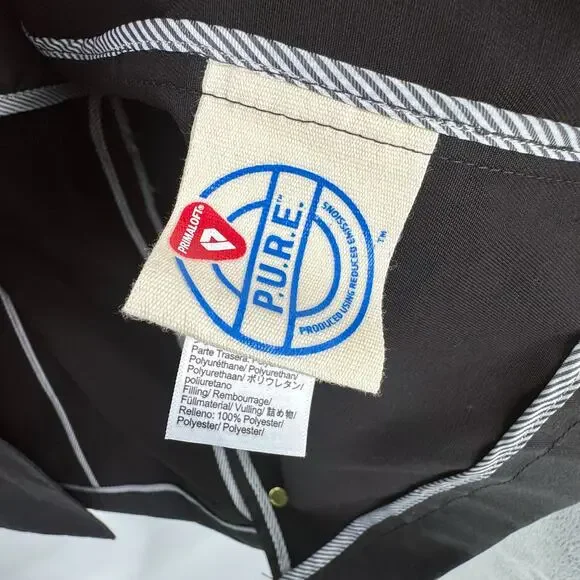 PRIMALOFT®
P.U.R.E.™
PRODUCED USING REDUCED EMISSIONS
™
Parte Trasera:
Polyuréthane/ Polyurethan/
Polyurethaan/ ポリウレタン/
poliuretano
Filling/ Rembourrage/
Füllmaterial/ Vulling/ 詰め物/
Relleno: 100% Polyester/
Polyester/ Polyester/